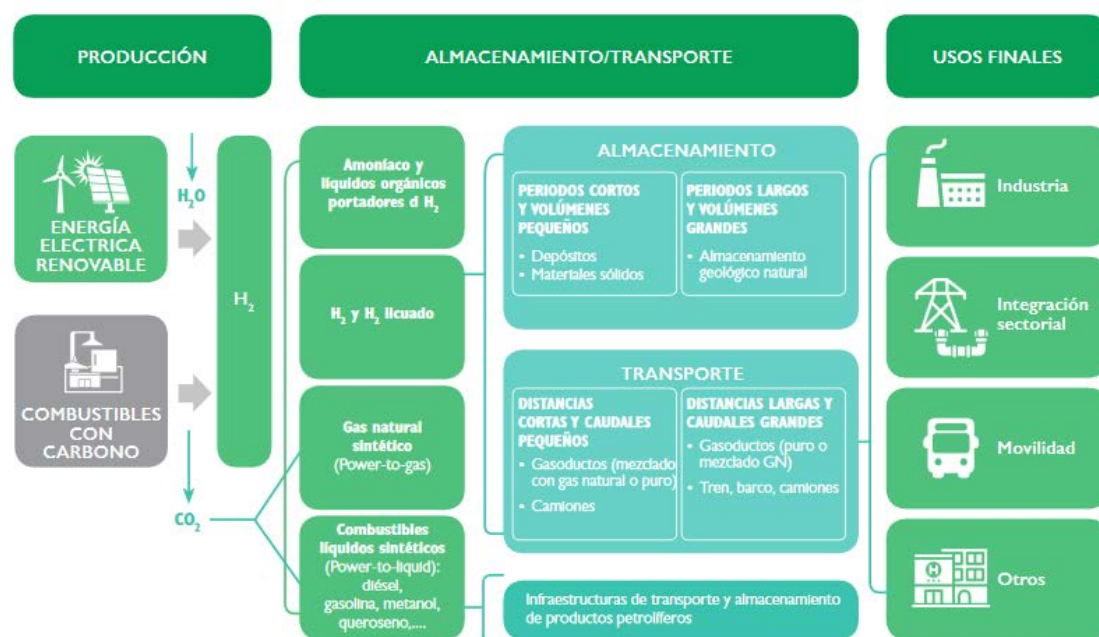 PRODUCCIÓN
ALMACENAMIENTO/TRANSPORTE
USOS FINALES
ENERGÍA
ELECTRICA
RENOVABLE
H₂O
COMBUSTIBLES
CON
CARBONO
CO₂
H₂
Amoníaco y
líquidos orgánicos
portadores d H₂
H₂ y H₂ licuado
Gas natural
sintético
(Power-to-gas)
Combustibles
líquidos sintéticos
(Power-to-liquid):
diésel,
gasolina, metanol,
queroseno,....
ALMACENAMIENTO
PERIODOS CORTOS
Y VOLÚMENES
PEQUEÑOS
• Depósitos
• Materiales sólidos
PERIODOS LARGOS
Y VOLÚMENES
GRANDES
• Almacenamiento
geológico natural
TRANSPORTE
DISTANCIAS
CORTAS Y CAUDALES
PEQUEÑOS
• Gasoductos (mezclado
con gas natural o puro)
• Camiones
DISTANCIAS LARGAS Y
CAUDALES GRANDES
• Gasoductos (puro o
mezclado GN)
• Tren, barco, camiones
Infraestructuras de transporte y almacenamiento
de productos petrolíferos
Industria
Integración
sectorial
Movilidad
H
Otros